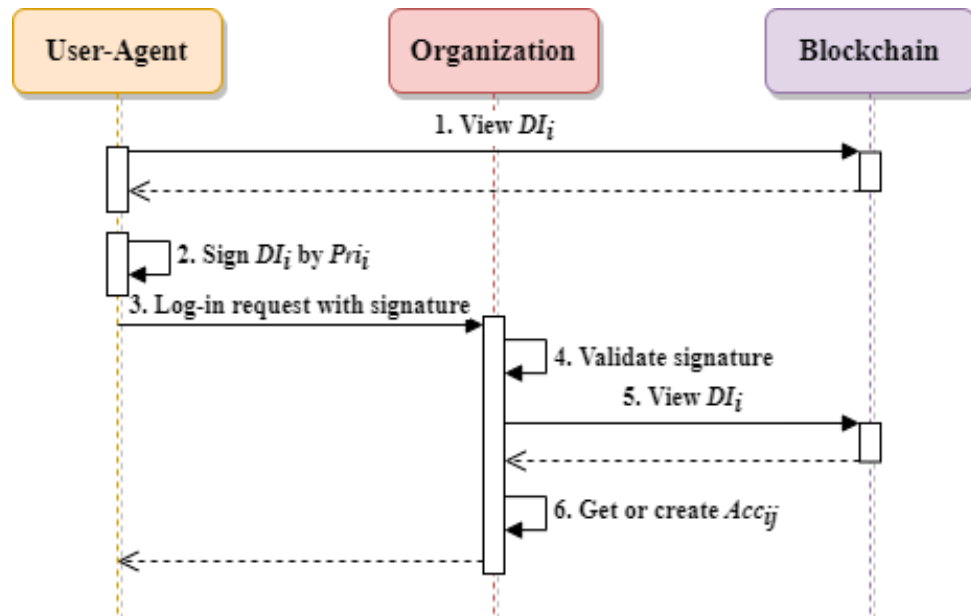 User-Agent
Organization
Blockchain
1. View DIi
2. Sign DIi by Prii
3. Log-in request with signature
4. Validate signature
5. View DIi
6. Get or create Accij